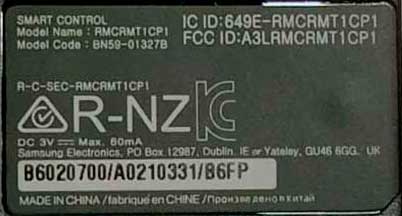 SMART CONTROL
Model Name : RMCRMT1CP1
Model Code : BN59-01327B
IC ID:649E-RMCRMT1CP1
FCC ID:A3LRMCRMT1CP1
R-C-SEC-RMCRMT1CP1
R-NZ
DC 3V Max. 60mA
Samsung Electronics, PO Box 12987, Dublin. IE or Yateley, GU46 6GG. UK
B6020700/A0210331/B6FP
MADE IN CHINA / fabriqué en CHINE / Произведено в Китай